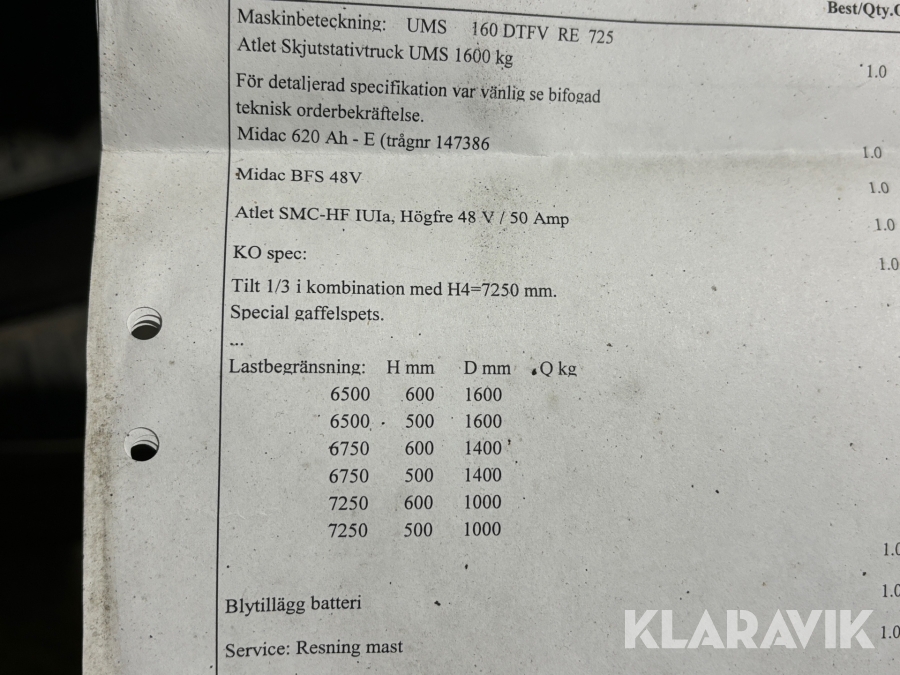 Best/Qty.
Maskinbeteckning: UMS 160 DTFV RE 725
Atlet Skjutstativtruck UMS 1600 kg 1.0
För detaljerad specifikation var vänlig se bifogad
teknisk orderbekräftelse.
Midac 620 Ah - E (trågnr 147386 1.0
Midac BFS 48V 1.0
Atlet SMC-HF IUIa, Högfre 48 V / 50 Amp 1.0
KO spec: 1.0
Tilt 1/3 i kombination med H4=7250 mm.
Special gaffelspets.
...
Lastbegränsning: H mm D mm Q kg
6500 600 1600
6500 500 1600
6750 600 1400
6750 500 1400
7250 600 1000
7250 500 1000
1.0
Blytillägg batteri 1.0
Service: Resning mast 1.0
KLARAVIK